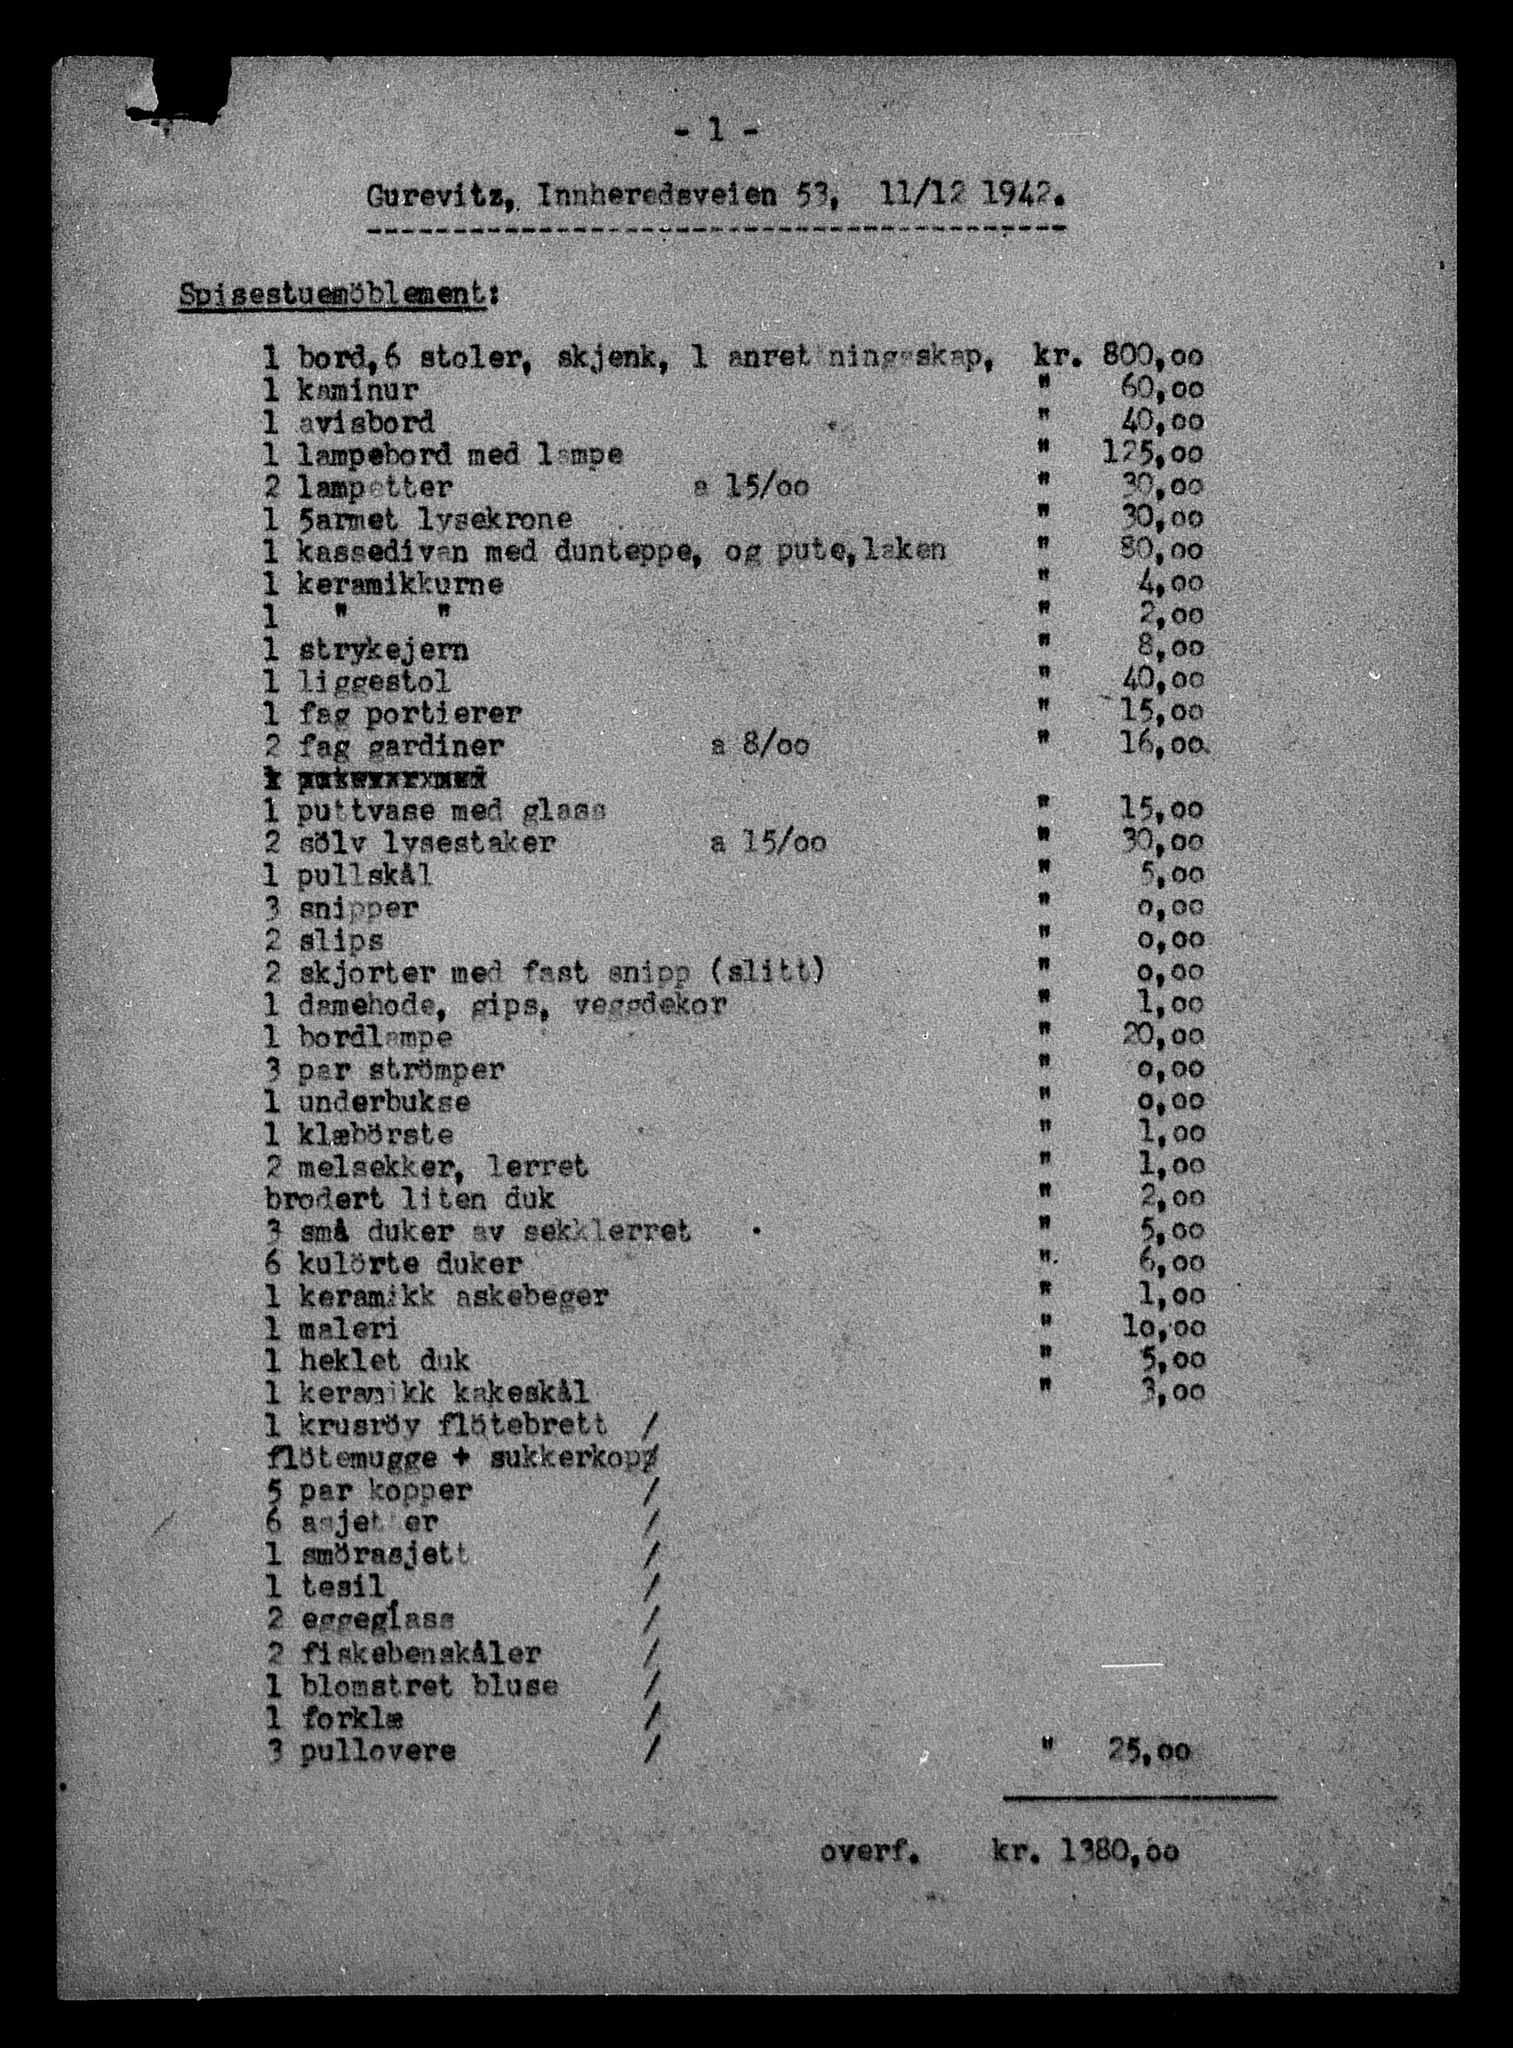 - 1 -
Gurevitz, Innheredsveien 53, 11/12 1942.
Spisestuemöblement:
1 bord, 6 stoler, skjenk, 1 anretningsskap, kr. 800,oo
1 kaminur " 60,oo
1 avisbord " 40,oo
1 lampebord med lampe " 125,oo
2 lampetter a 15/oo " 30,oo
1 5armet lysekrone " 30,oo
1 kassedivan med dunteppe, og pute, laken " 80,oo
1 keramikkurne " 4,oo
1 " " " 2,oo
1 strykejern " 8,oo
1 liggestol " 40,oo
1 fag portierer " 15,oo
2 fag gardiner a 8/oo " 16,oo
1 puttvase med glass " 15,oo
2 sölv lysestaker a 15/oo " 30,oo
1 pullskål " 5,oo
3 snipper " o,oo
2 slips " o,oo
2 skjorter med fast snipp (slitt) " o,oo
1 damehode, gips, veggdekor " 1,oo
1 bordlampe " 20,oo
3 par strömper " o,oo
1 underbukse " o,oo
1 klæbörste " 1,oo
2 melsekker, lerret " 1,oo
brodert liten duk " 2,oo
3 små duker av sekklerret " 5,oo
6 kulörte duker " 6,oo
1 keramikk askebeger " 1,oo
1 maleri " 1o,oo
1 heklet duk " 5,oo
1 keramikk kakeskål " 3,oo
1 krusröy flötebrett /
flötemugge + sukkerkopp/
5 par kopper /
6 asjetter /
1 smörasjett /
1 tesil /
2 eggeglass /
2 fiskebenskåler /
1 blomstret bluse /
1 forklæ /
3 pullovere / " 25,oo
overf. kr. 1380,oo